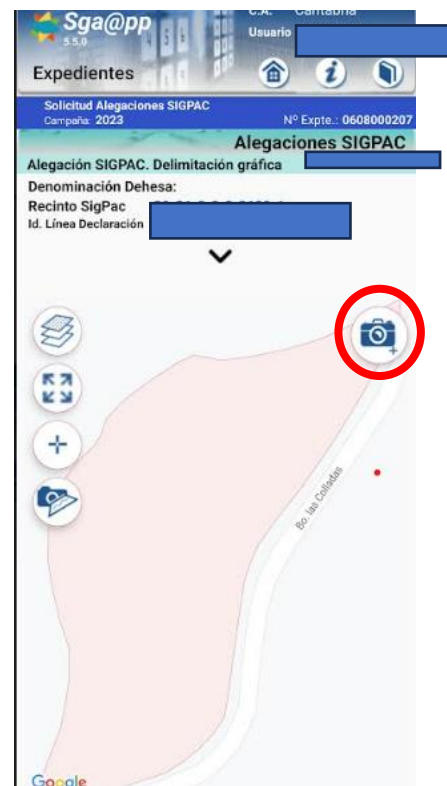 Sga@pp
C.A. Cantabria
5.5.0
Usuario
Expedientes
Solicitud Alegaciones SIGPAC
Campaña: 2023 Nº Expte.: 0608000207
Alegaciones SIGPAC
Alegación SIGPAC. Delimitación gráfica
Denominación Dehesa:
Recinto SigPac
Id. Línea Declaración
Bo. las Colladas
Google